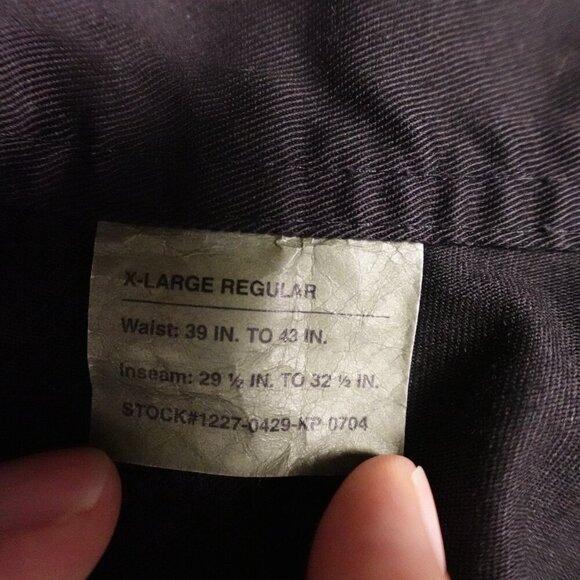 X-LARGE REGULAR
Waist: 39 IN. TO 43 IN.
Inseam: 29 ½ IN. TO 32 ½ IN.
STOCK#1227-0429-XP-0704